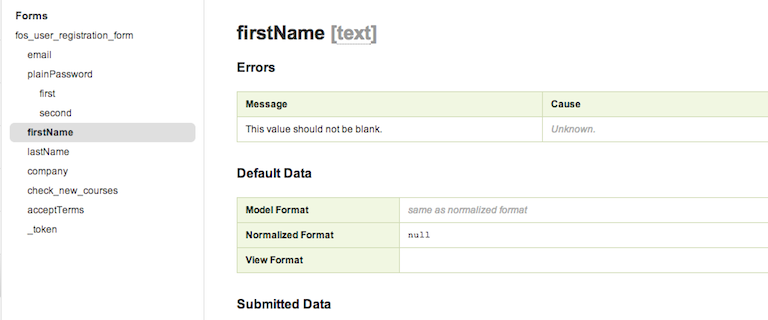 Forms
fos_user_registration_form
email
plainPassword
first
second
firstName
lastName
company
check_new_courses
acceptTerms
_token
firstName [text]
Errors
Message Cause
This value should not be blank. Unknown.
Default Data
Model Format same as normalized format
Normalized Format null
View Format
Submitted Data